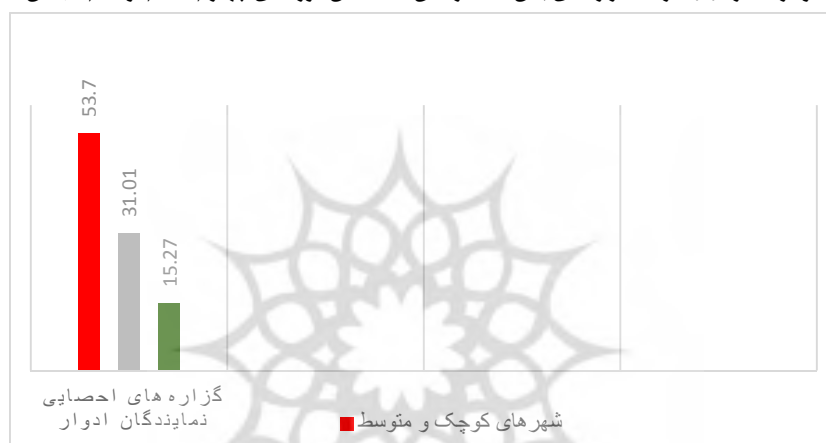 53.7
31.01
15.27
گزاره های احصایی
نمایندگان ادوار
شهرهای کوچک و متوسط